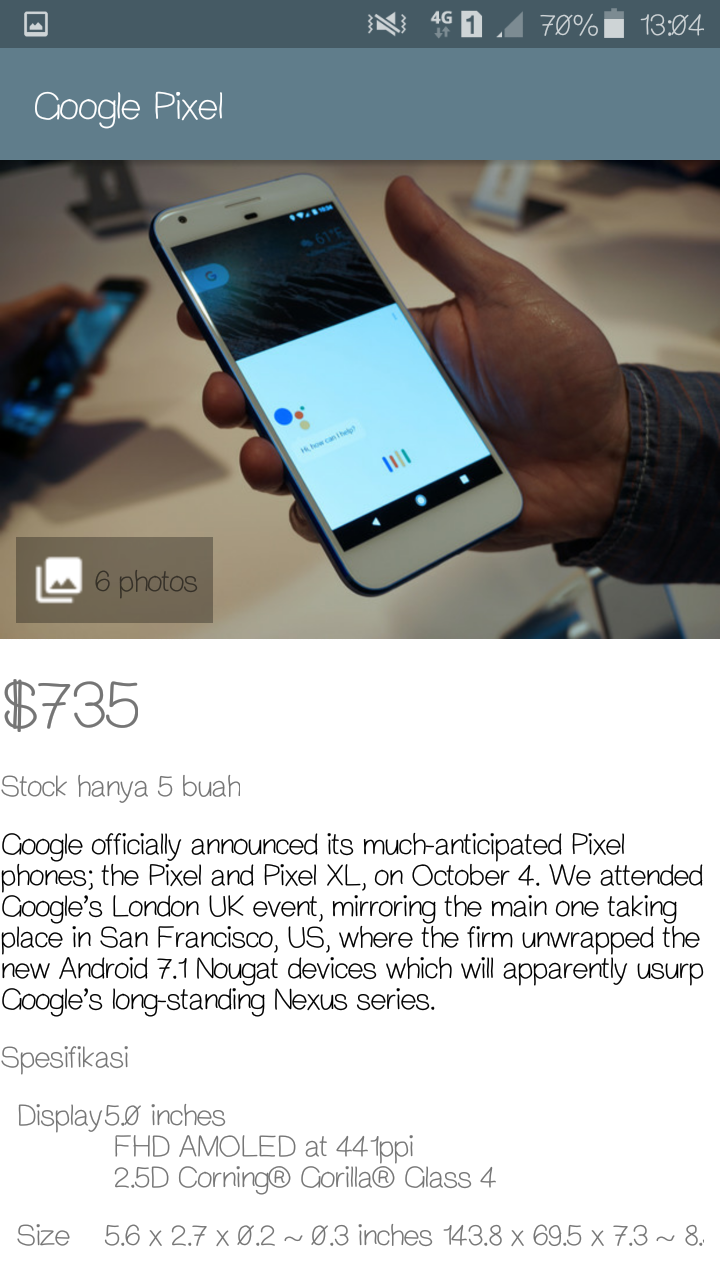 4G 1 70% 13:04
Google Pixel
61°F
G
Hi, how can I help?
6 photos
$735
Stock hanya 5 buah
Google officially announced its much-anticipated Pixel
phones; the Pixel and Pixel XL, on October 4. We attended
Google's London UK event, mirroring the main one taking
place in San Francisco, US, where the firm unwrapped the
new Android 7.1 Nougat devices which will apparently usurp
Google's long-standing Nexus series.
Spesifikasi
Display 5.0 inches
FHD AMOLED at 441ppi
2.5D Corning® Gorilla® Glass 4
Size 5.6 x 2.7 x 0.2 ~ 0.3 inches 143.8 x 69.5 x 7.3 ~ 8.